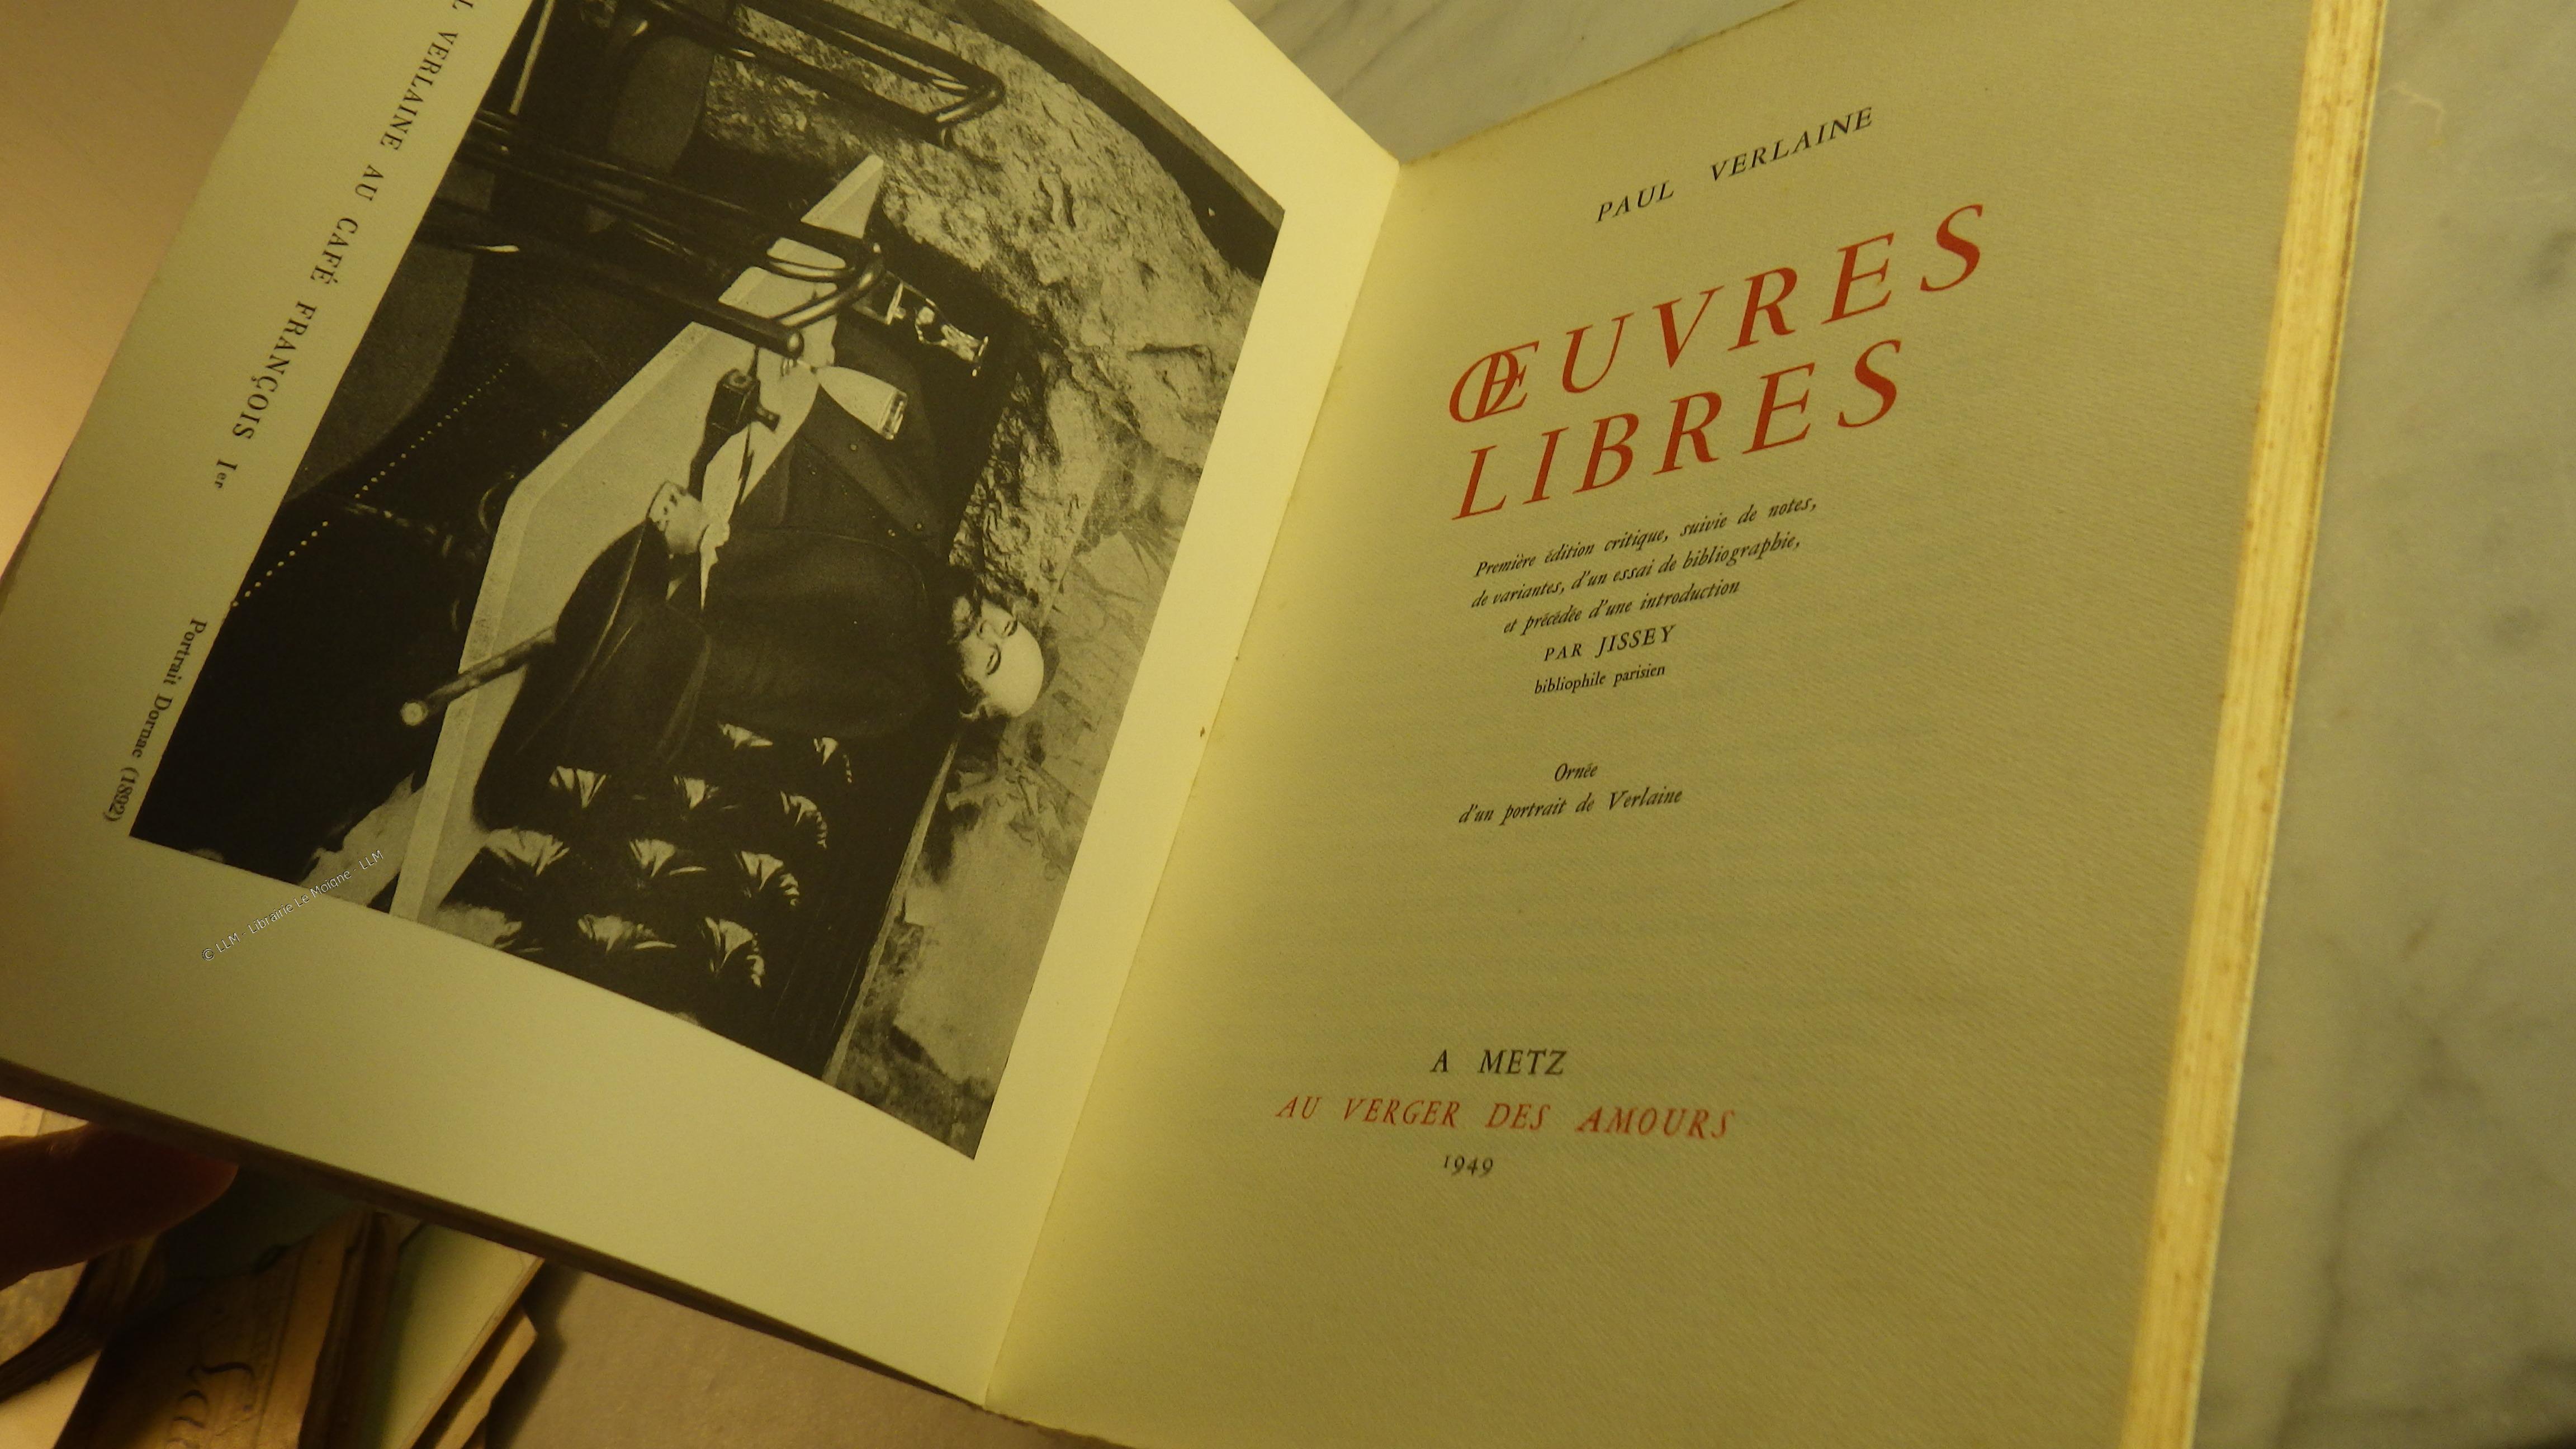 VERLAINE AU CAFÉ FRANÇOIS Ier
Portrait Dornac (1892)
© LLM - Librairie Le Moigne - LLM
PAUL VERLAINE
ŒUVRES
LIBRES
Première édition critique, suivie de notes,
de variantes, d'un essai de bibliographie,
et précédée d'une introduction
PAR JISSEY
bibliophile parisien
Ornée
d'un portrait de Verlaine
A METZ
AU VERGER DES AMOURS
1949